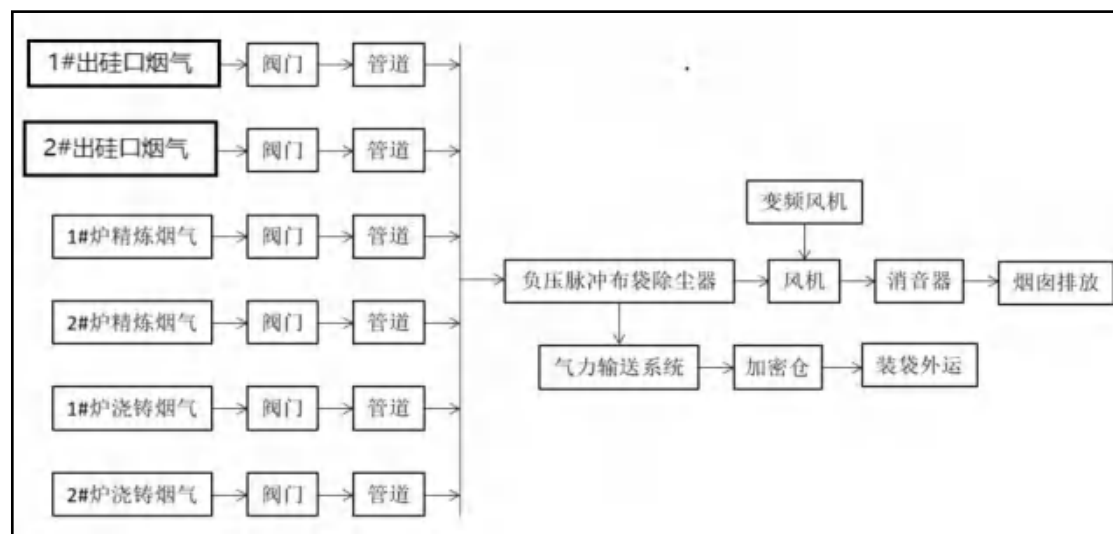 1#出硅口烟气 阀门 管道
2#出硅口烟气 阀门 管道
变频风机
1#炉精炼烟气 阀门 管道
负压脉冲布袋除尘器 风机 消音器 烟囱排放
2#炉精炼烟气 阀门 管道
气力输送系统 加密仓 装袋外运
1#炉浇铸烟气 阀门 管道
2#炉浇铸烟气 阀门 管道